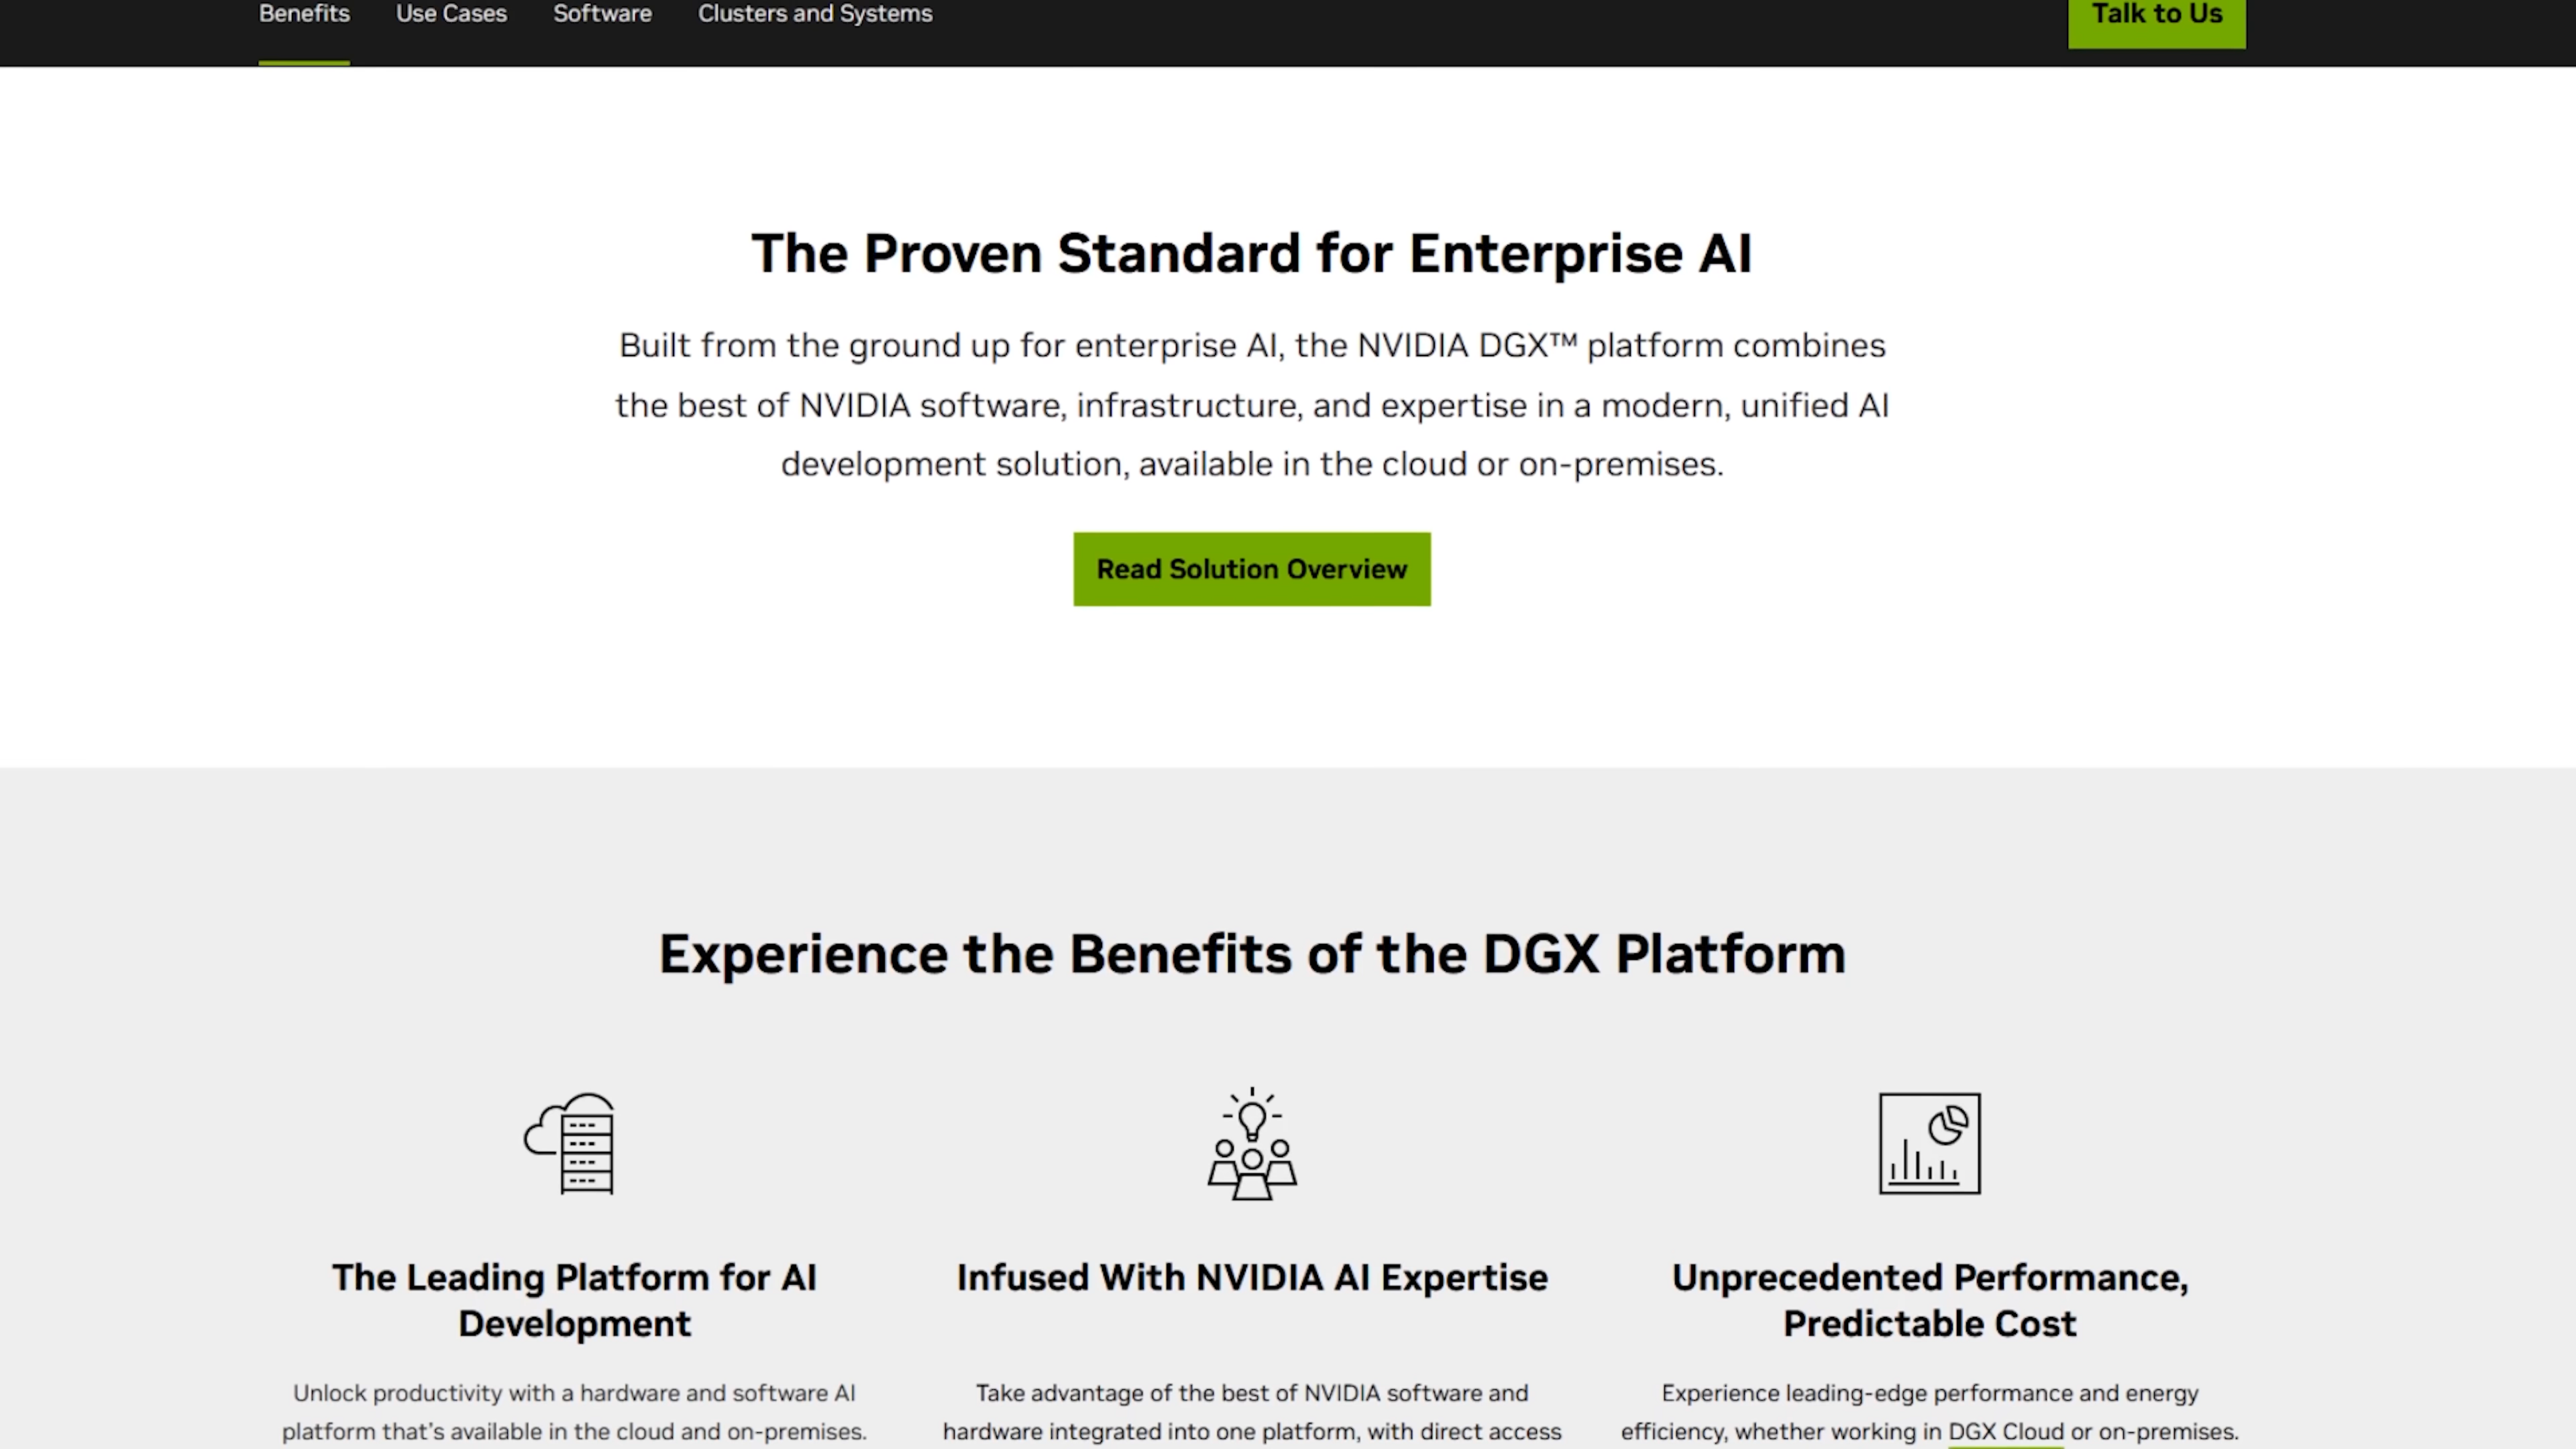 Benefits Use Cases Software Clusters and Systems Talk to Us
The Proven Standard for Enterprise AI
Built from the ground up for enterprise AI, the NVIDIA DGX™ platform combines
the best of NVIDIA software, infrastructure, and expertise in a modern, unified AI
development solution, available in the cloud or on-premises.
Read Solution Overview
Experience the Benefits of the DGX Platform
The Leading Platform for AI
Development
Unlock productivity with a hardware and software AI
platform that's available in the cloud and on-premises.
Infused With NVIDIA AI Expertise
Take advantage of the best of NVIDIA software and
hardware integrated into one platform, with direct access
Unprecedented Performance,
Predictable Cost
Experience leading-edge performance and energy
efficiency, whether working in DGX Cloud or on-premises.